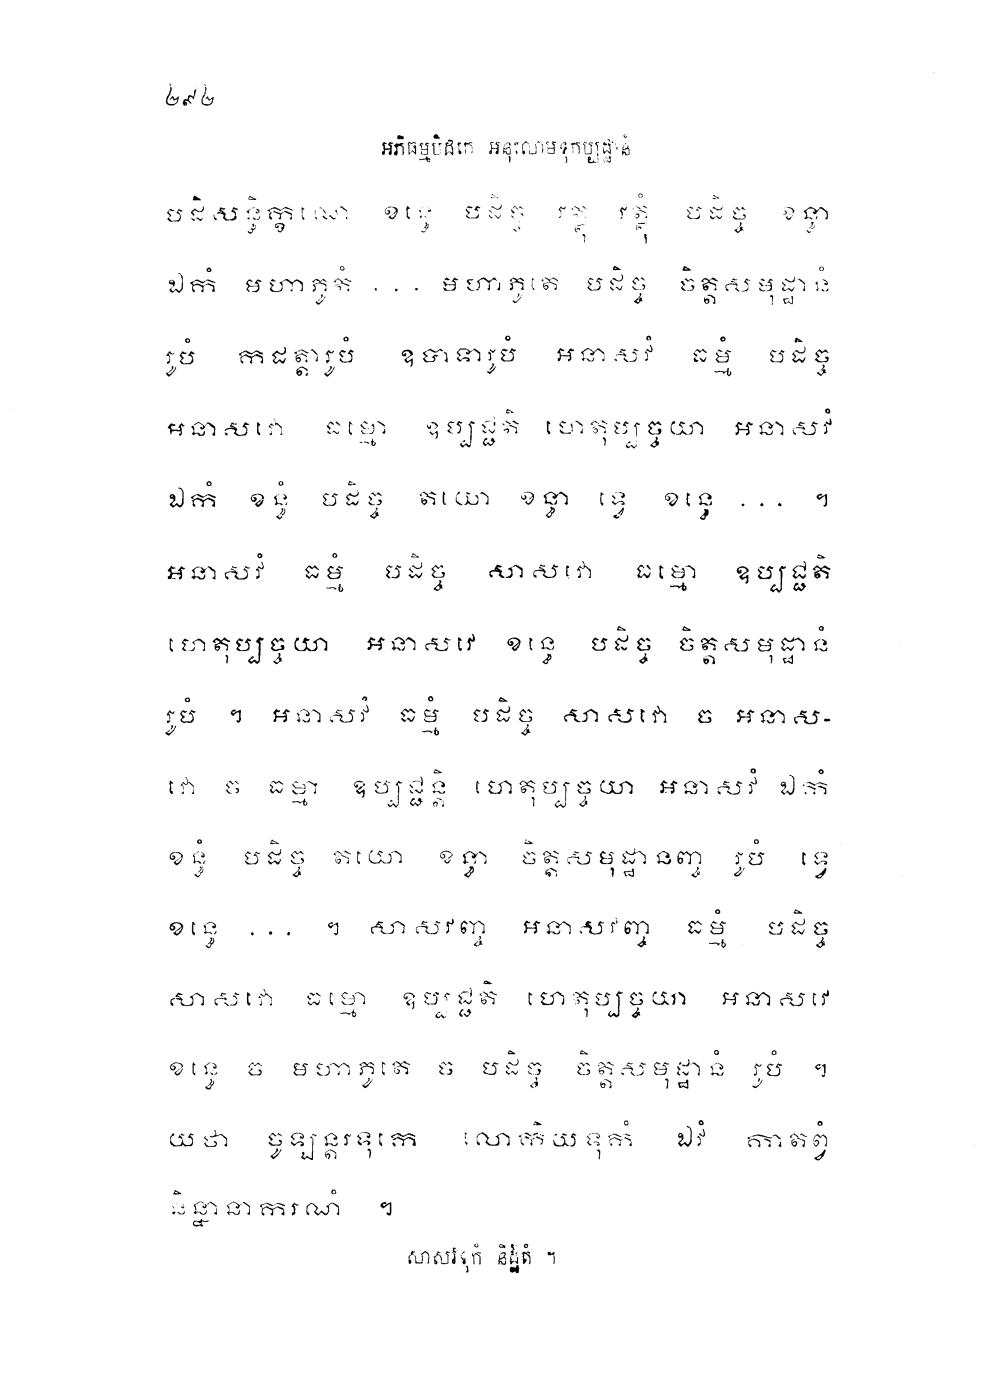 ២៩២
អភិធម្មបិដកេ អនុលោមទុកប្បដ្ឋានំ
បដិសន្ធិក្ខណេ ខន្ធេ បដិច្ច វត្ថុ វត្ថុំ បដិច្ច ខន្ធា
ឯកំ មហាភូតំ ... មហាភូតេ បដិច្ច ចិត្តសមុដ្ឋានំ
រូបំ កដត្តារូបំ ឧបាទារូបំ អនាសវំ ធម្មំ បដិច្ច
អនាសវោ ធម្មោ ឧប្បជ្ជតិ ហេតុប្បច្ចយា អនាសវំ
ឯកំ ខន្ធំ បដិច្ច តយោ ខន្ធា ទ្វេ ខន្ធេ ... ។
អនាសវំ ធម្មំ បដិច្ច សាសវោ ធម្មោ ឧប្បជ្ជតិ
ហេតុប្បច្ចយា អនាសវេ ខន្ធេ បដិច្ច ចិត្តសមុដ្ឋានំ
រូបំ ។ អនាសវំ ធម្មំ បដិច្ច សាសវោ ច អនាស-
វោ ច ធម្មា ឧប្បជ្ជន្តិ ហេតុប្បច្ចយា អនាសវំ ឯកំ
ខន្ធំ បដិច្ច តយោ ខន្ធា ចិត្តសមុដ្ឋានញ្ច រូបំ ទ្វេ
ខន្ធេ ... ។ សាសវញ្ច អនាសវញ្ច ធម្មំ បដិច្ច
សាសវោ ធម្មោ ឧប្បជ្ជតិ ហេតុប្បច្ចយា អនាសវេ
ខន្ធេ ច មហាភូតេ ច បដិច្ច ចិត្តសមុដ្ឋានំ រូបំ ។
យថា ចូឡន្តរទុកេ លោកិយទុកំ ឯវំ កាតព្វំ
និន្នានាករណំ ។
សាសវទុកំ និដ្ឋិតំ ។